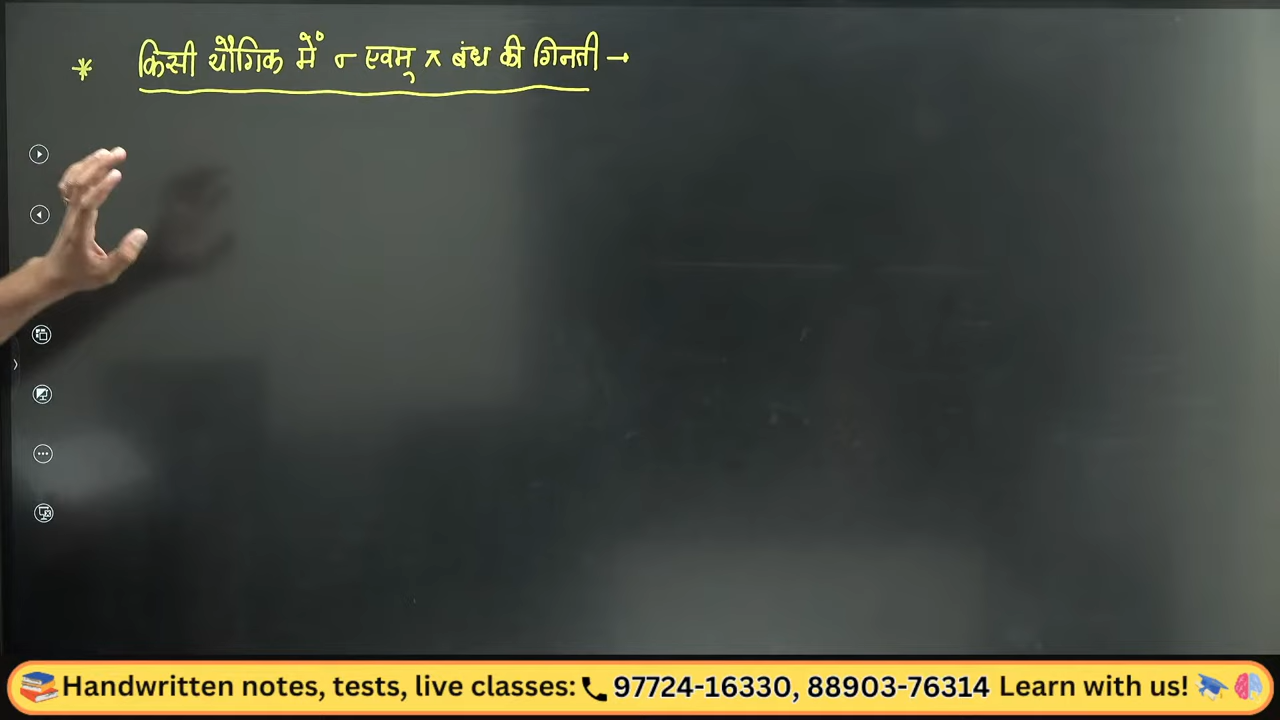 * किसी यौगिक में σ एवम् π बंध की गिनती →
Handwritten notes, tests, live classes: 97724-16330, 88903-76314 Learn with us!